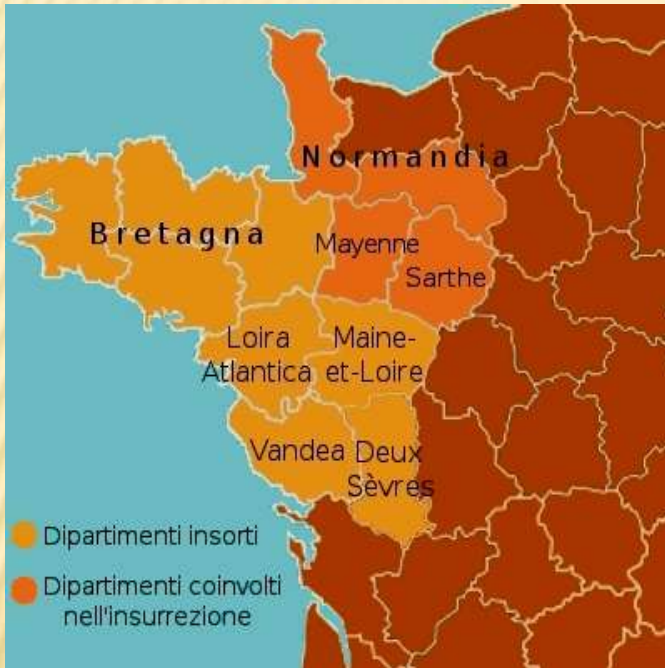 Normandia
Bretagna
Mayenne
Sarthe
Loira
Atlantica
Maine-
et-Loire
Vandea
Deux
Sèvres
Dipartimenti insorti
Dipartimenti coinvolti
nell'insurrezione